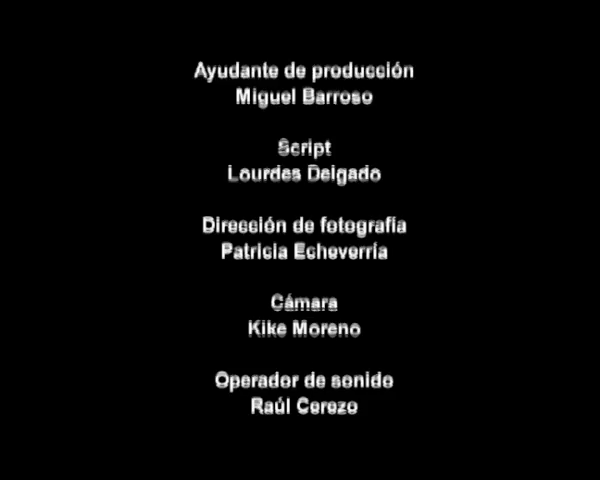 Ayudante de producción
Miguel Barroso
Script
Lourdes Delgado
Dirección de fotografía
Patricia Echeverría
Cámara
Kike Moreno
Operador de sonido
Raúl Cerezo